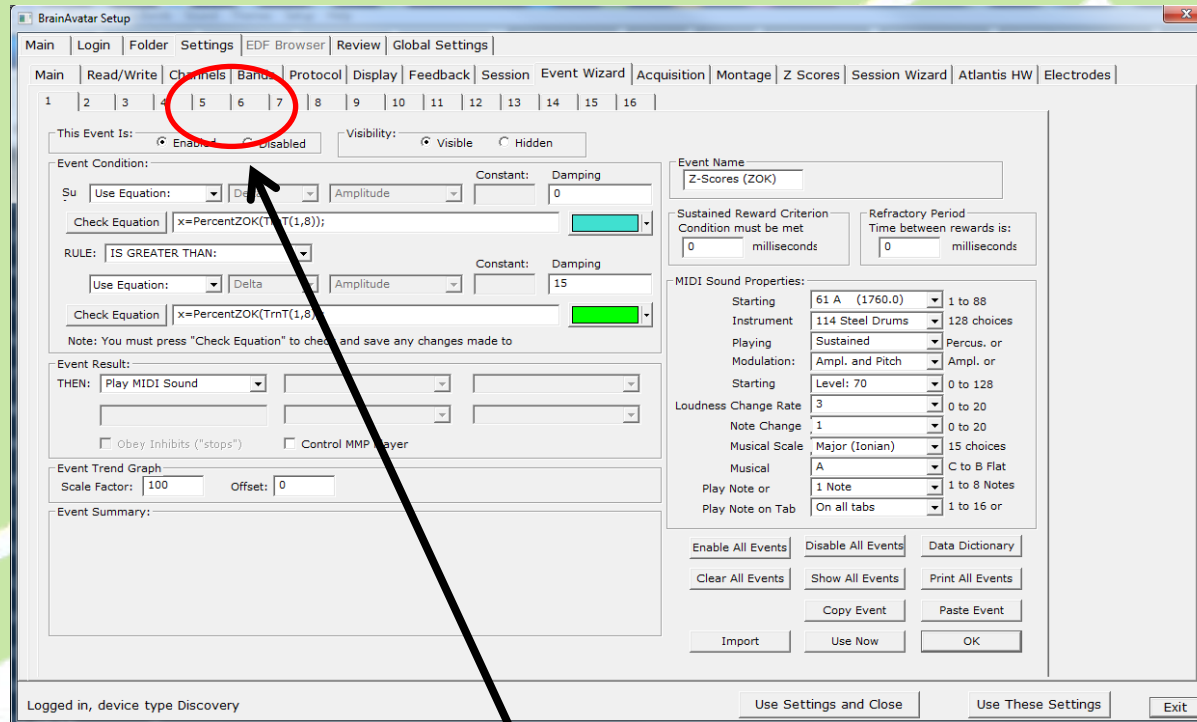 BrainAvatar Setup
Main Login Folder Settings EDF Browser Review Global Settings
Main Read/Write Channels Bands Protocol Display Feedback Session Event Wizard Acquisition Montage Z Scores Session Wizard Atlantis HW Electrodes
1 2 3 4 5 6 7 8 9 10 11 12 13 14 15 16
This Event Is: Enabled Disabled
Visibility: Visible Hidden
Event Condition:
Constant: Damping
Su Use Equation: Delta Amplitude 0
Check Equation x=PercentZOK(TrnT(1,8));
RULE: IS GREATER THAN:
Constant: Damping
Use Equation: Delta Amplitude 15
Check Equation x=PercentZOK(TrnT(1,8));
Note: You must press "Check Equation" to check and save any changes made to
Event Result:
THEN: Play MIDI Sound
Obey Inhibits ("stops") Control MMP Player
Event Trend Graph
Scale Factor: 100 Offset: 0
Event Summary:
Event Name
Z-Scores (ZOK)
Sustained Reward Criterion
Condition must be met
0 milliseconds
Refractory Period
Time between rewards is:
0 milliseconds
MIDI Sound Properties:
Starting 61 A (1760.0) 1 to 88
Instrument 114 Steel Drums 128 choices
Playing Sustained Percus. or
Modulation: Ampl. and Pitch Ampl. or
Starting Level: 70 0 to 128
Loudness Change Rate 3 0 to 20
Note Change 1 0 to 20
Musical Scale Major (Ionian) 15 choices
Musical A C to B Flat
Play Note or 1 Note 1 to 8 Notes
Play Note on Tab On all tabs 1 to 16 or
Enable All Events Disable All Events Data Dictionary
Clear All Events Show All Events Print All Events
Copy Event Paste Event
Import Use Now OK
Logged in, device type Discovery
Use Settings and Close Use These Settings Exit